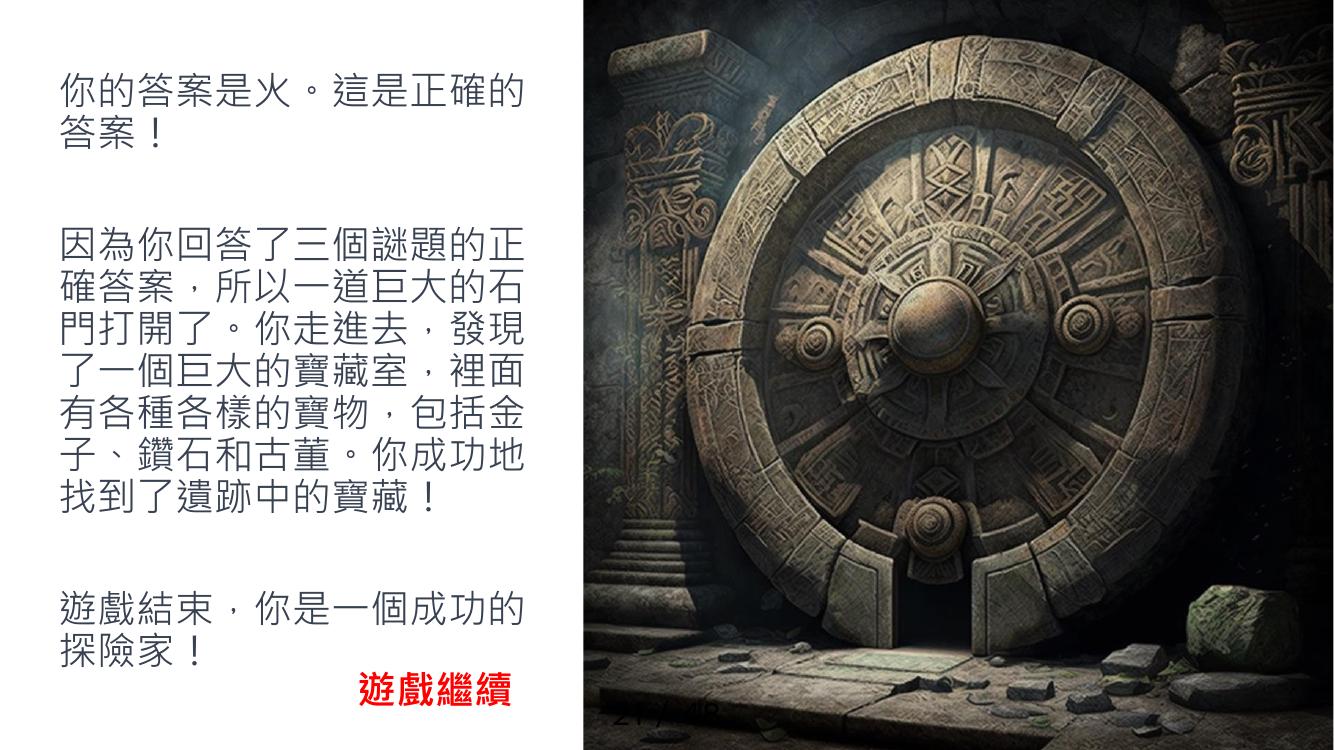 你的答案是火。這是正確的
答案！
因為你回答了三個謎題的正
確答案，所以一道巨大的石
門打開了。你走進去，發現
了一個巨大的寶藏室，裡面
有各種各樣的寶物，包括金
子、鑽石和古董。你成功地
找到了遺跡中的寶藏！
遊戲結束，你是一個成功的
探險家！
遊戲繼續
21 / 48